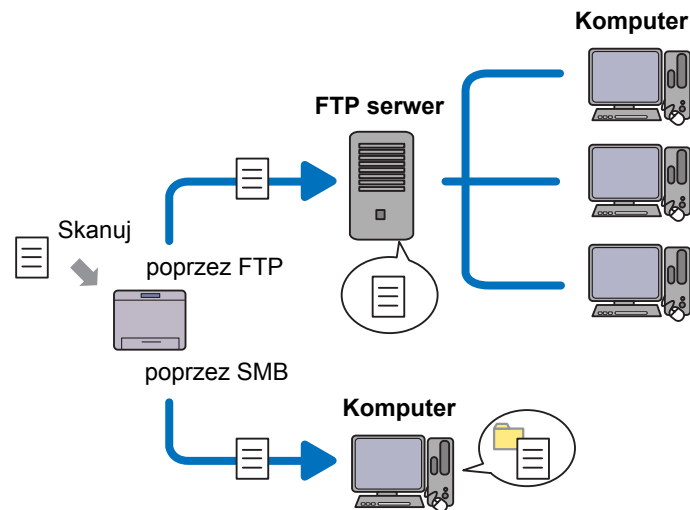 Komputer
FTP serwer
Skanuj
poprzez FTP
poprzez SMB
Komputer